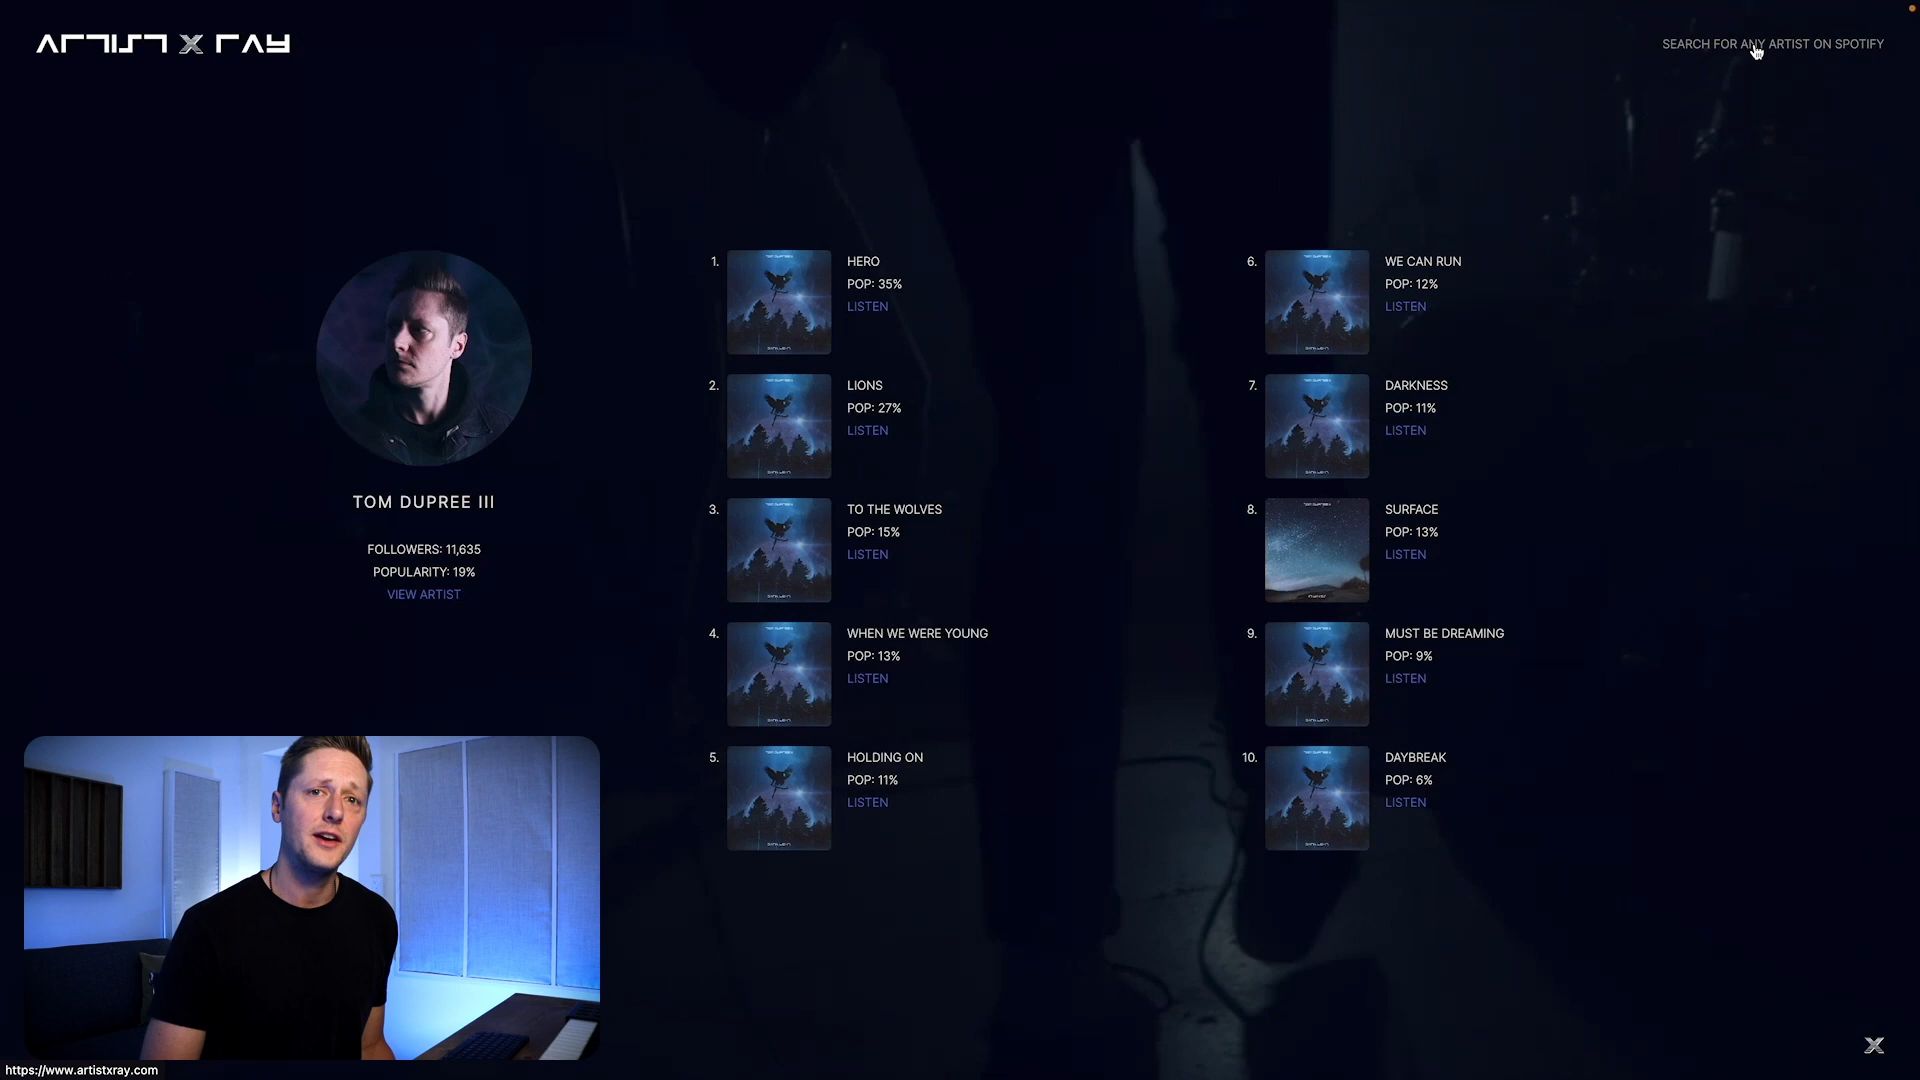 ARTIST X RAY
SEARCH FOR ANY ARTIST ON SPOTIFY
TOM DUPREE III
FOLLOWERS: 11,635
POPULARITY: 19%
VIEW ARTIST
1.
HERO
POP: 35%
LISTEN
2.
LIONS
POP: 27%
LISTEN
3.
TO THE WOLVES
POP: 15%
LISTEN
4.
WHEN WE WERE YOUNG
POP: 13%
LISTEN
5.
HOLDING ON
POP: 11%
LISTEN
6.
WE CAN RUN
POP: 12%
LISTEN
7.
DARKNESS
POP: 11%
LISTEN
8.
SURFACE
POP: 13%
LISTEN
9.
MUST BE DREAMING
POP: 9%
LISTEN
10.
DAYBREAK
POP: 6%
LISTEN
X
https://www.artistxray.com